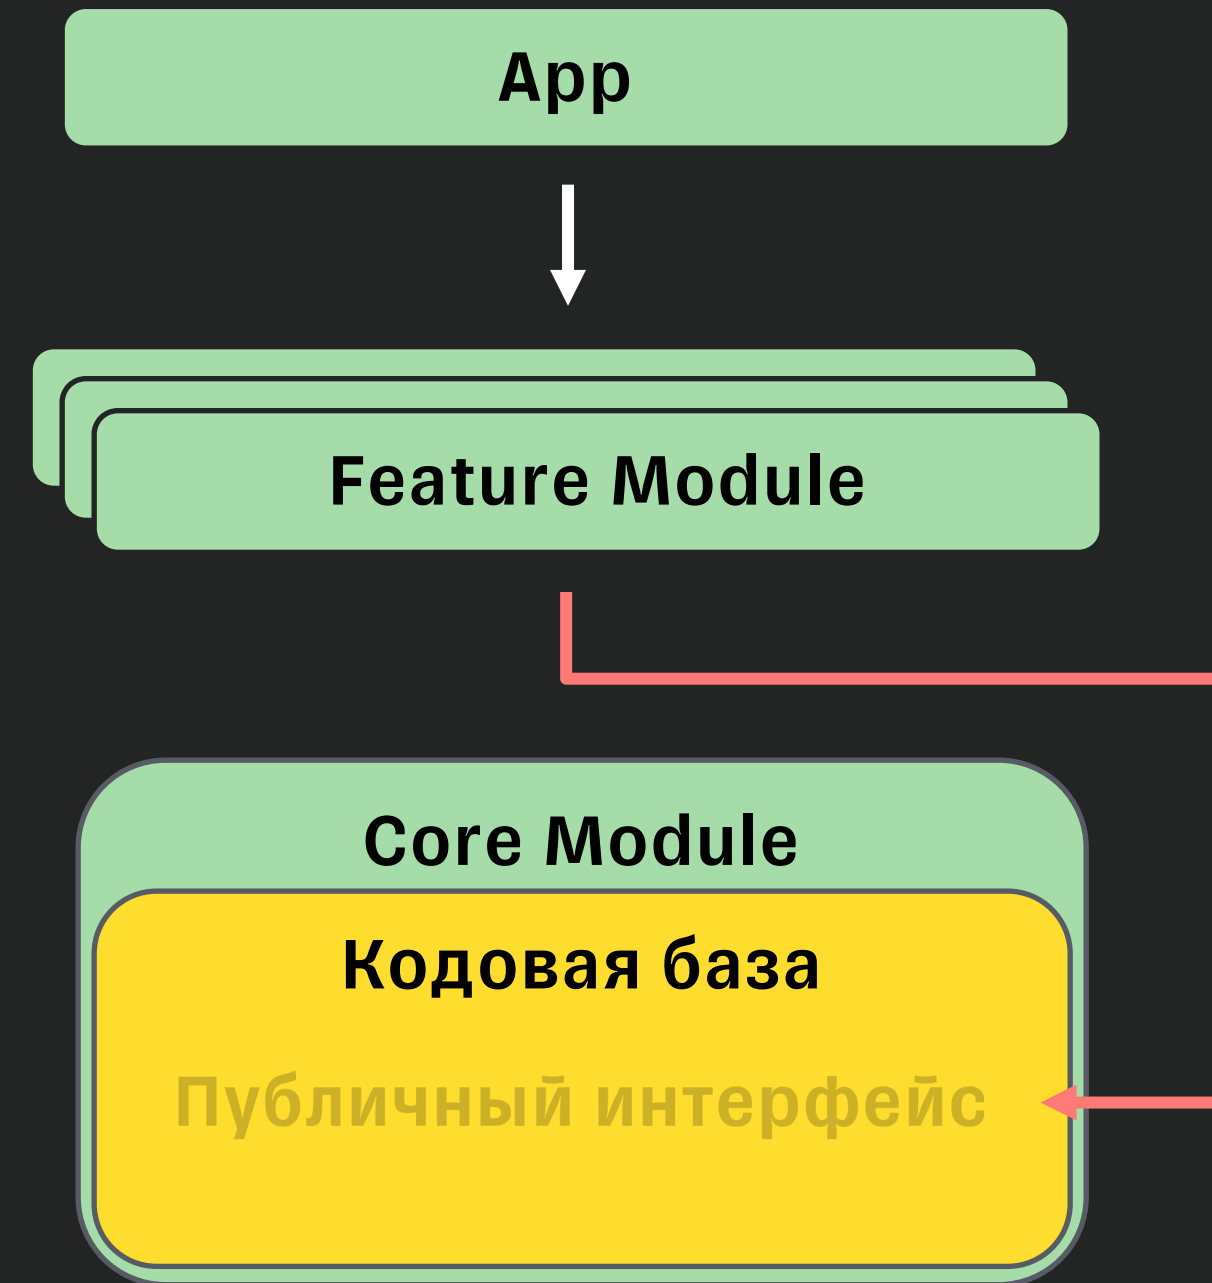 App
Feature Module
Core Module
Кодовая база
Публичный интерфейс